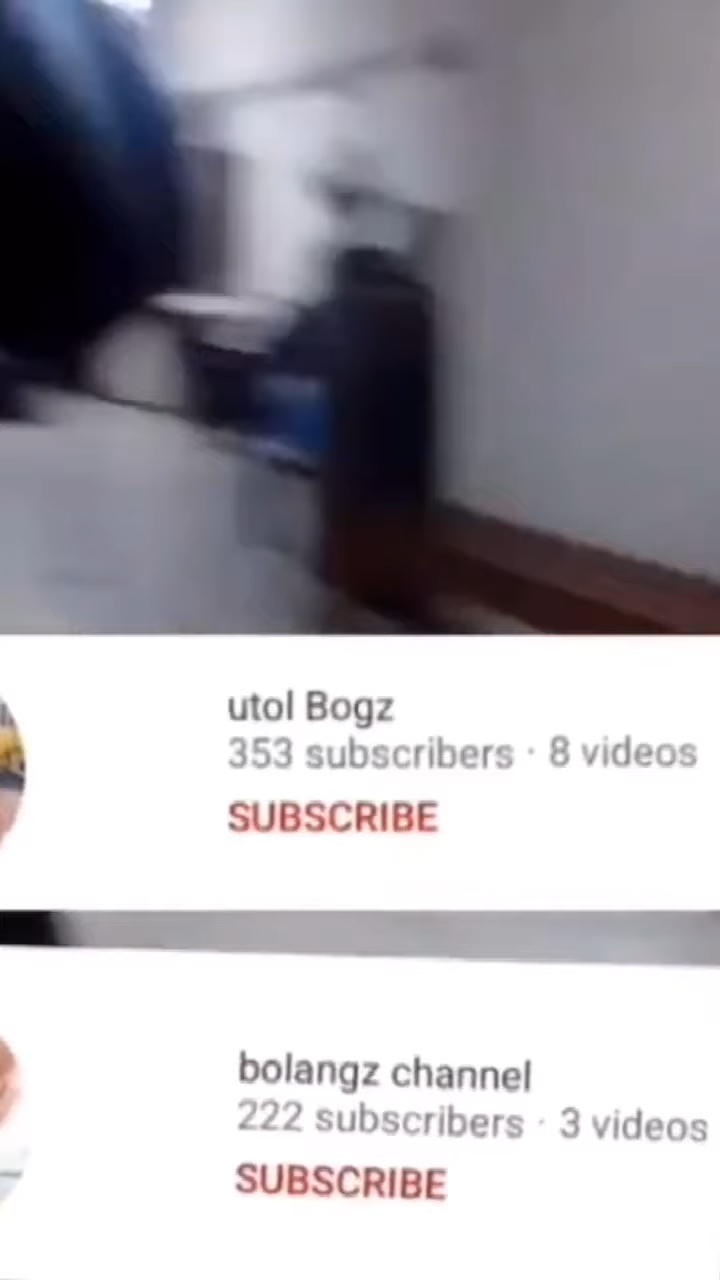 utol Bogz
353 subscribers · 8 videos
SUBSCRIBE
bolangz channel
222 subscribers · 3 videos
SUBSCRIBE